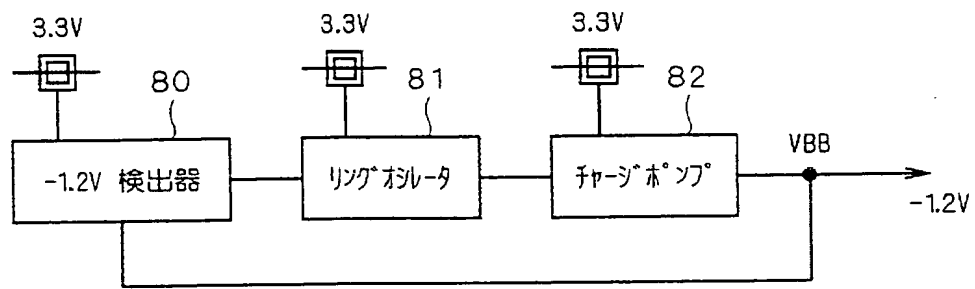 3.3V
3.3V
3.3V
80
81
82
-1.2V 検出器
リングオシレータ
チャージポンプ
VBB
-1.2V